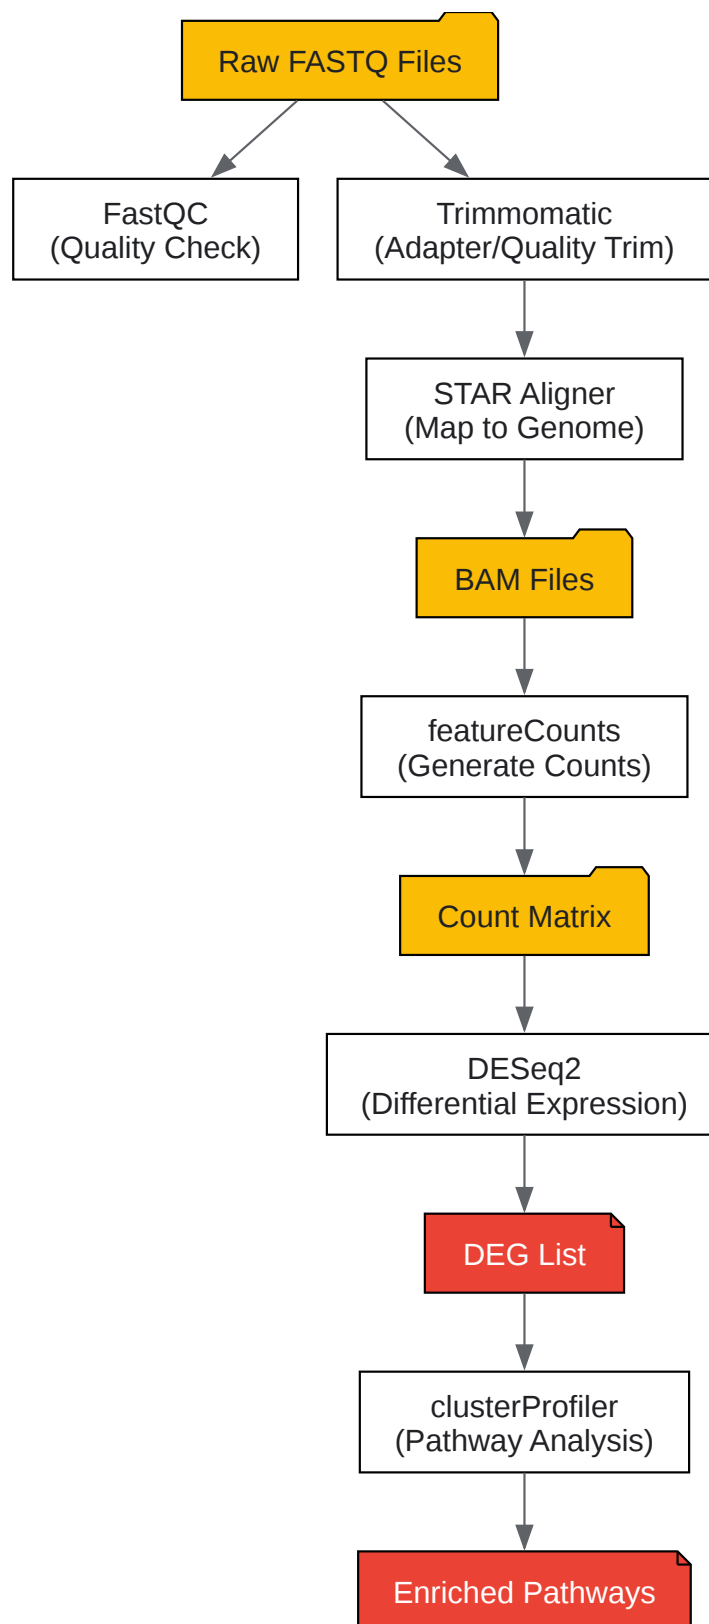 Raw FASTQ Files
FastQC
(Quality Check)
Trimmomatic
(Adapter/Quality Trim)
STAR Aligner
(Map to Genome)
BAM Files
featureCounts
(Generate Counts)
Count Matrix
DESeq2
(Differential Expression)
DEG List
clusterProfiler
(Pathway Analysis)
Enriched Pathways